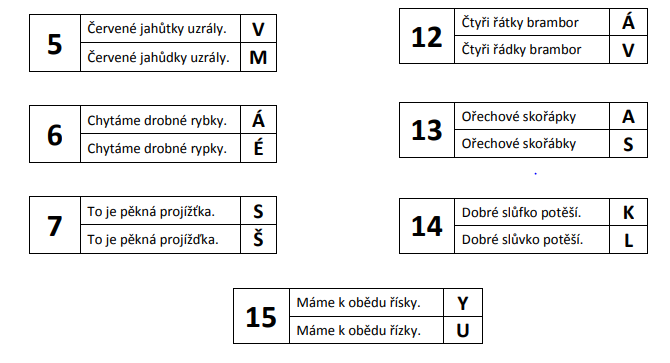 5
Červené jahůtky uzrály. V
Červené jahůdky uzrály. M
12
Čtyři řátky brambor Á
Čtyři řádky brambor V
6
Chytáme drobné rybky. Á
Chytáme drobné rypky. É
13
Ořechové skořápky A
Ořechové skořábky S
7
To je pěkná projížťka. S
To je pěkná projížďka. Š
14
Dobré slůfko potěší. K
Dobré slůvko potěší. L
15
Máme k obědu řísky. Y
Máme k obědu řízky. U